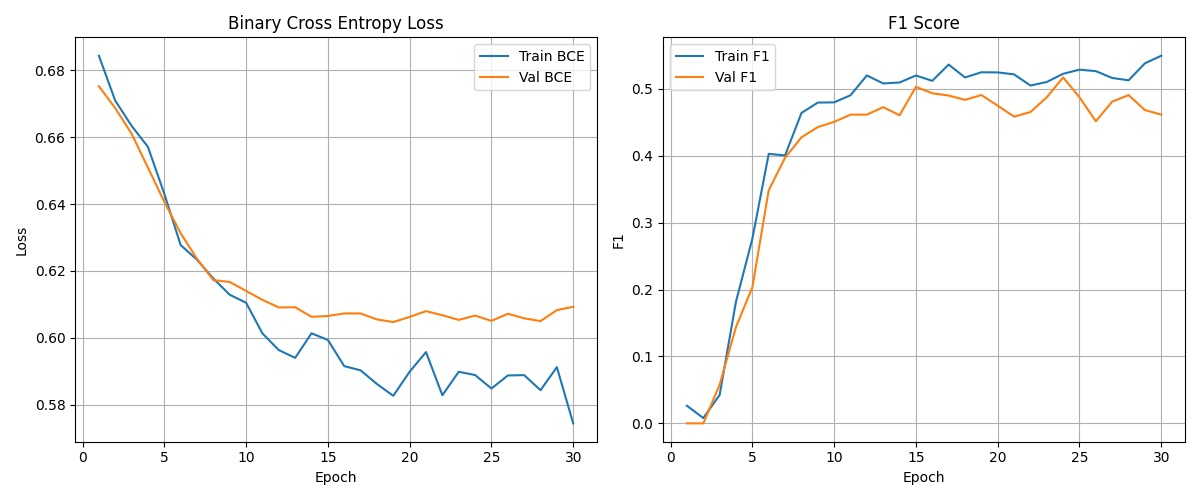 Binary Cross Entropy Loss
Train BCE
Val BCE
0.68
0.66
0.64
0.62
0.60
0.58
Loss
0 5 10 15 20 25 30
Epoch
F1 Score
Train F1
Val F1
0.5
0.4
0.3
0.2
0.1
0.0
F1
0 5 10 15 20 25 30
Epoch